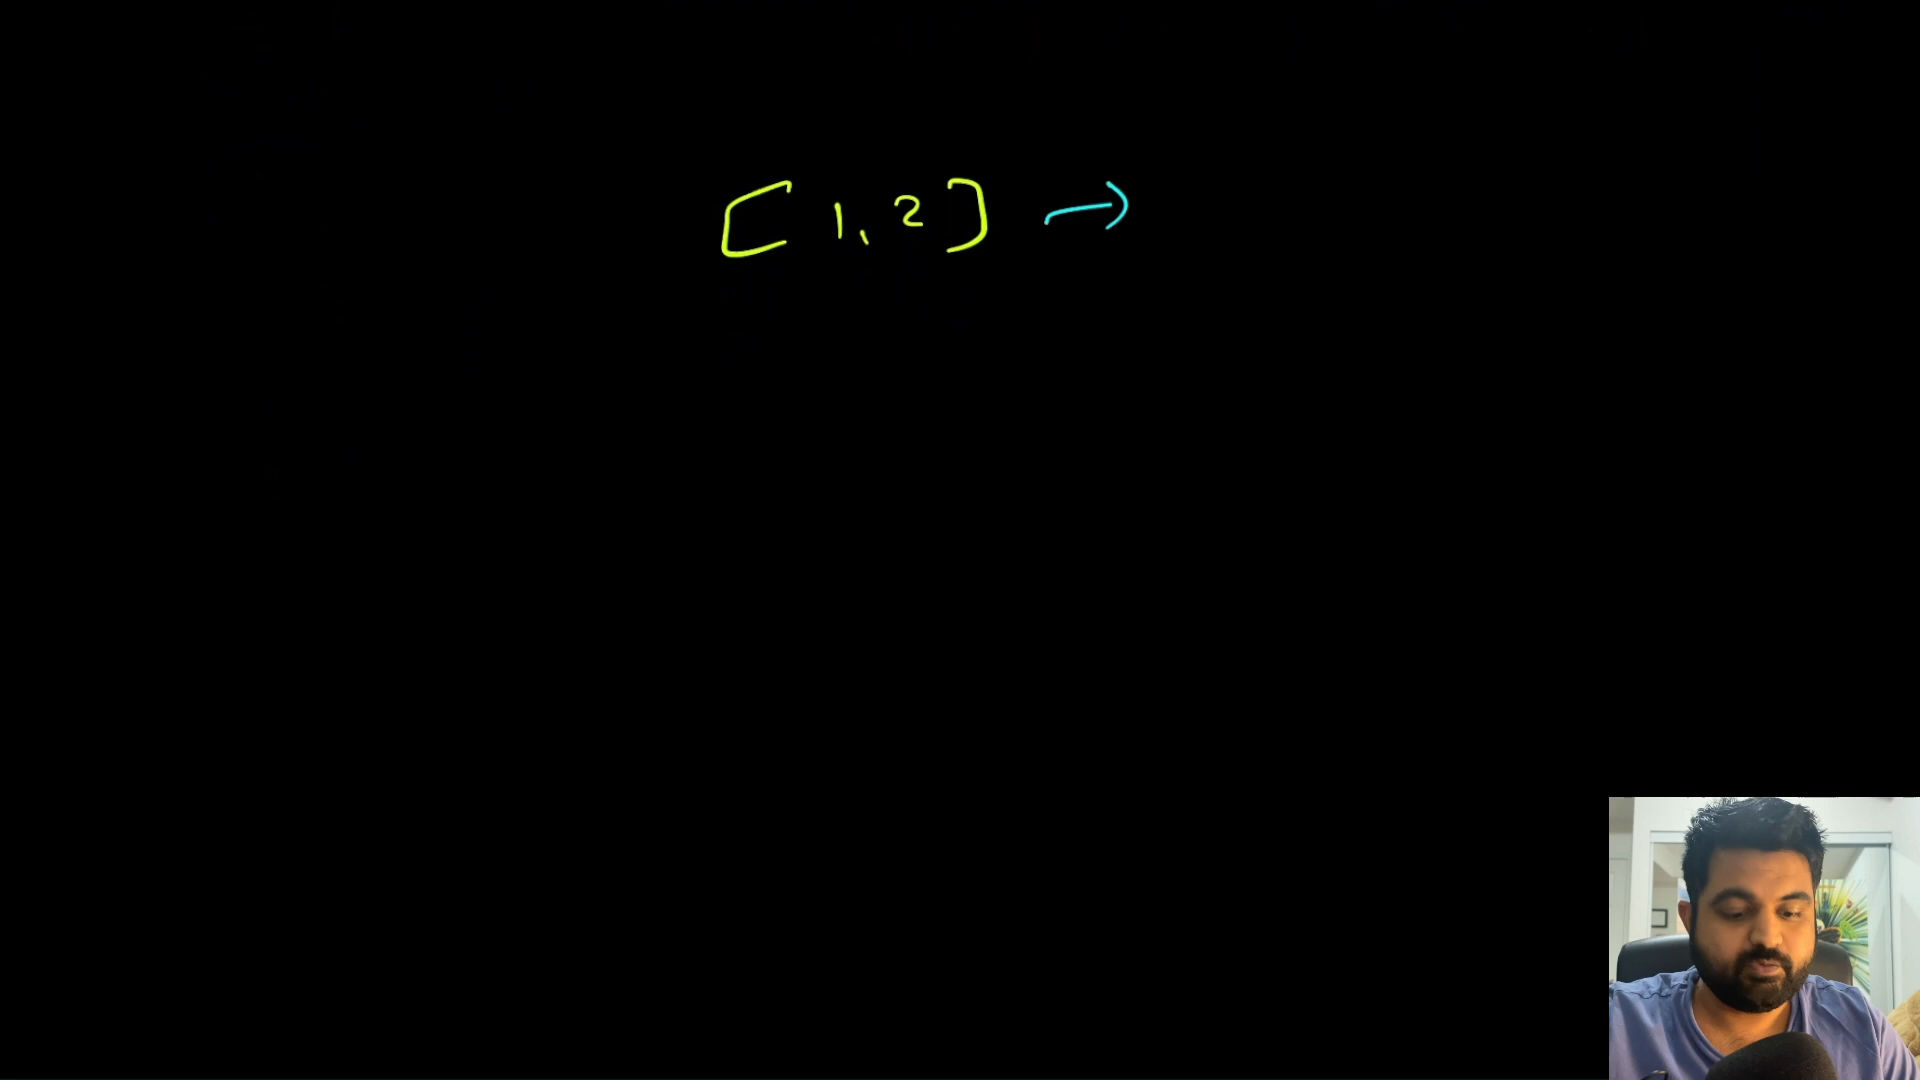 [ 1, 2 ] →